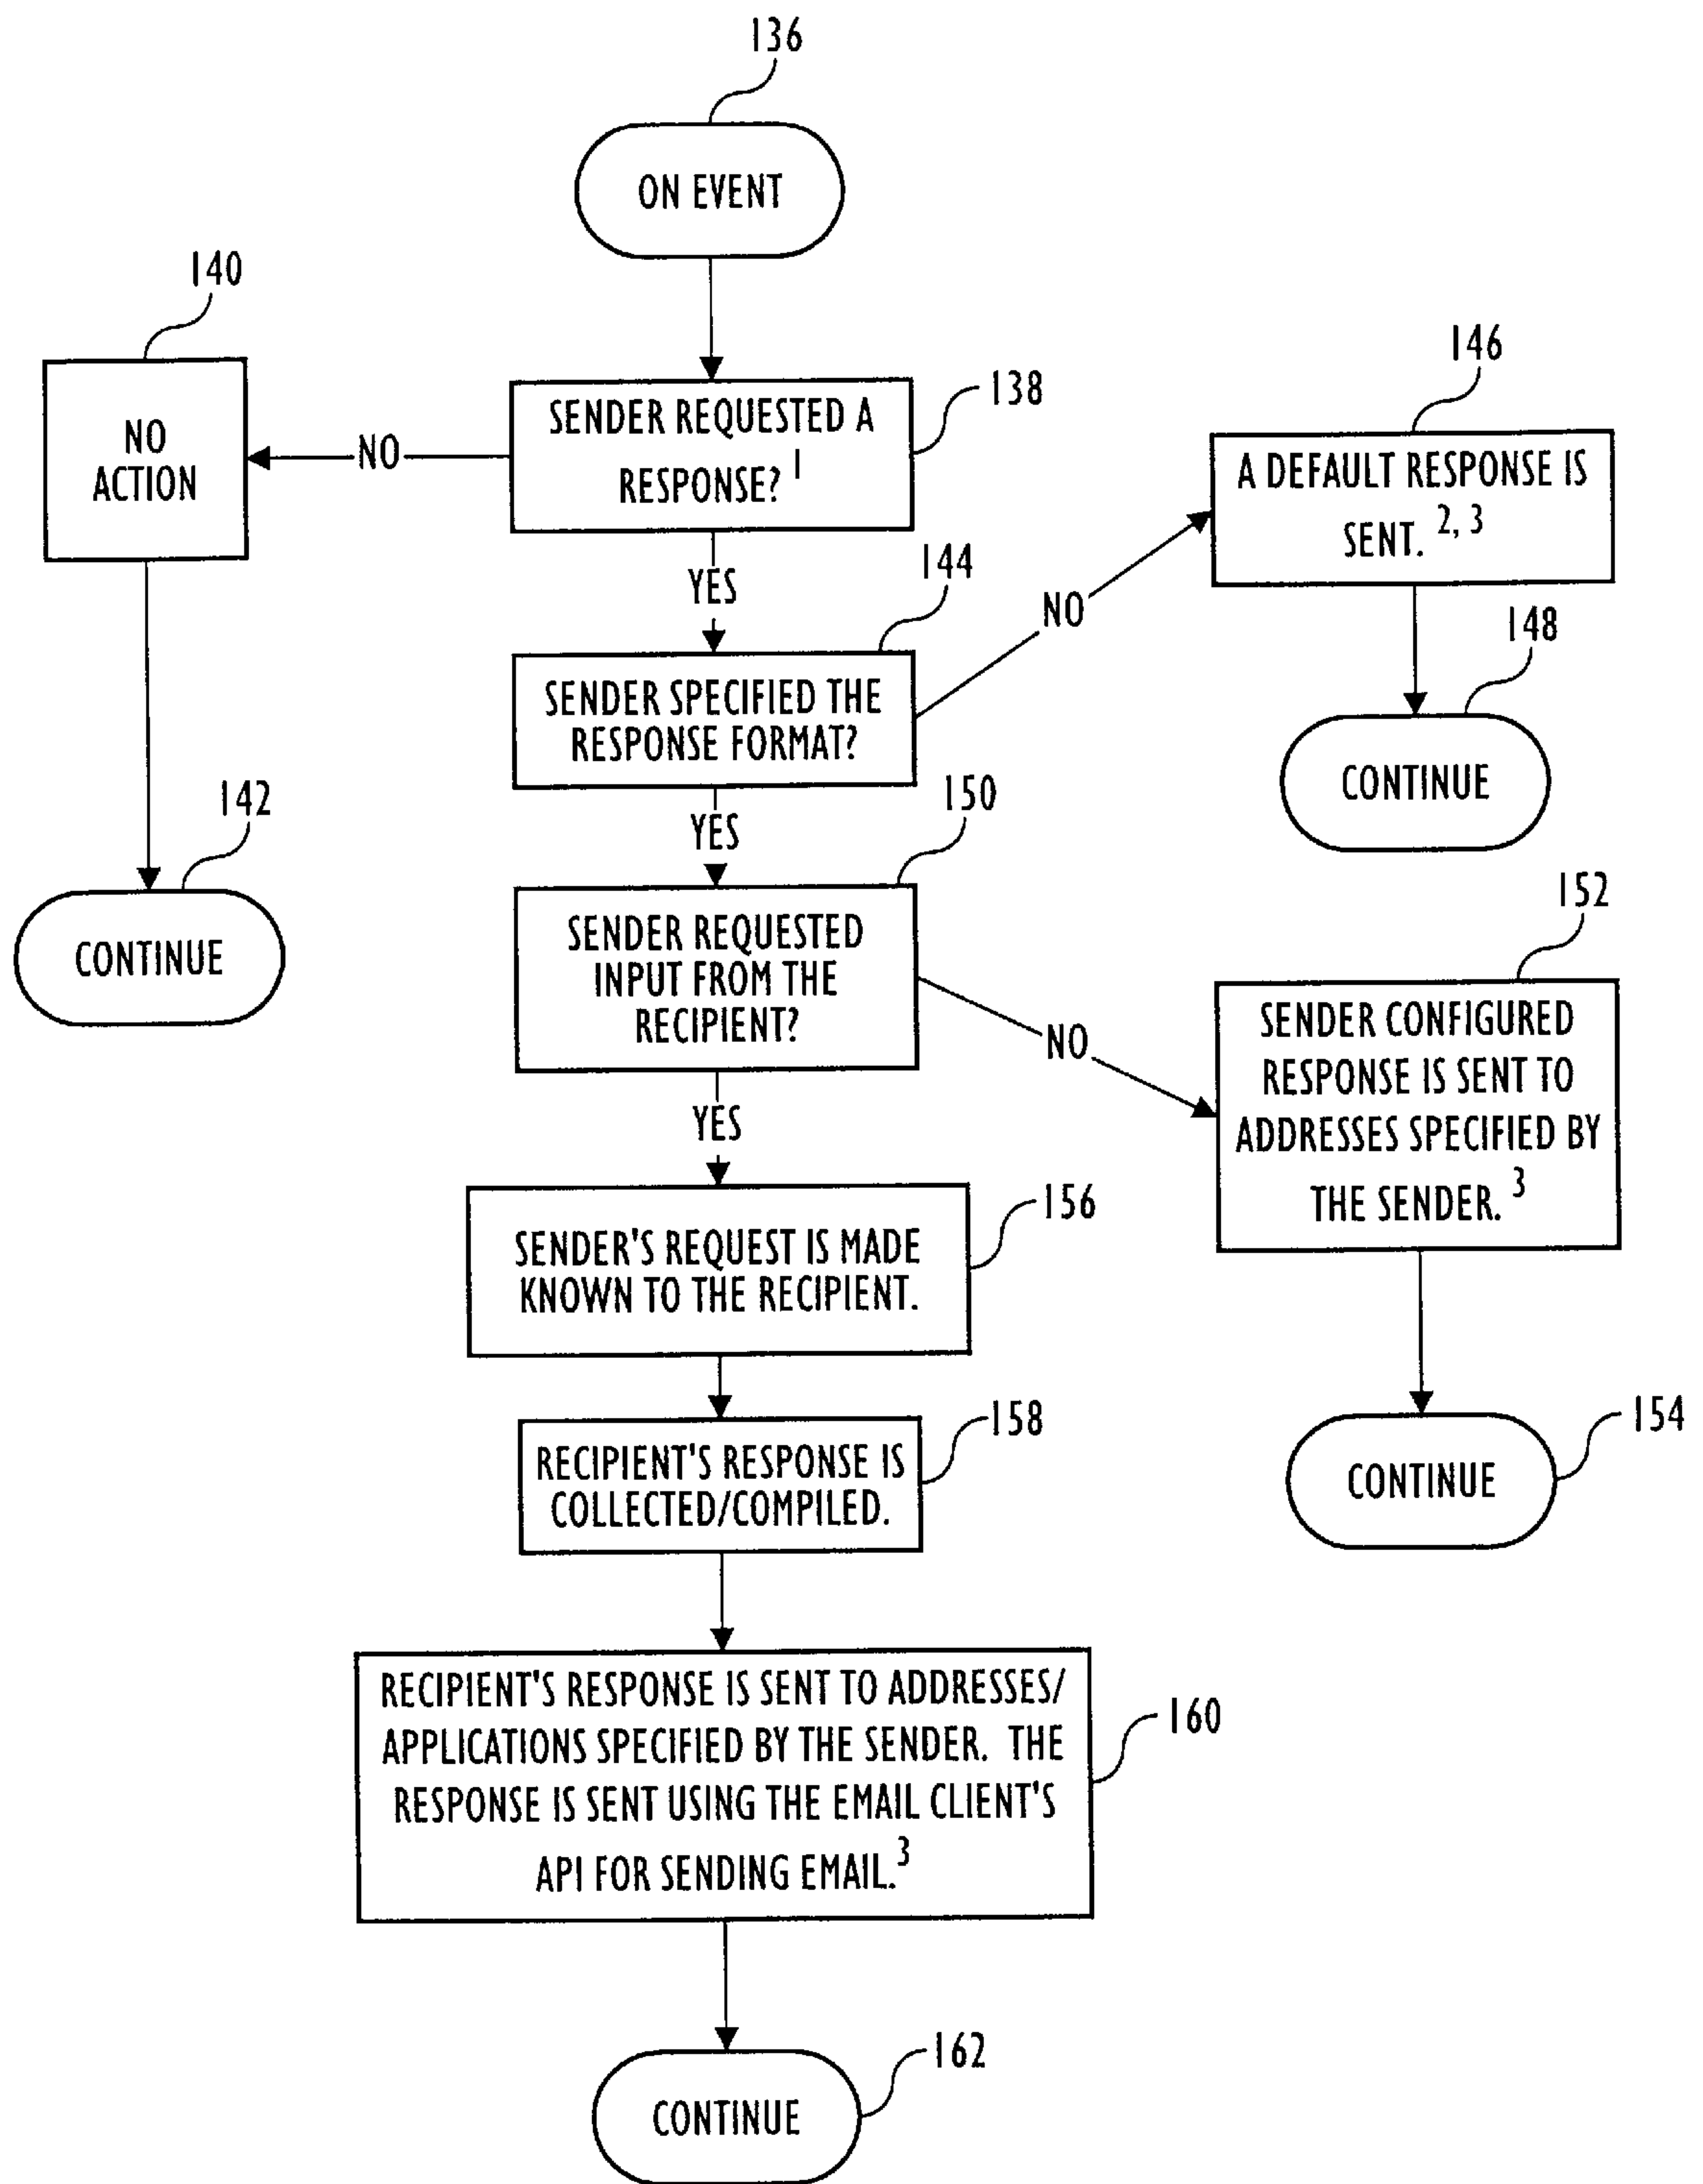 136
ON EVENT
140
NO
ACTION
NO
138
SENDER REQUESTED A
RESPONSE? 1
146
A DEFAULT RESPONSE IS
SENT. 2, 3
YES
144
NO
SENDER SPECIFIED THE
RESPONSE FORMAT?
148
CONTINUE
142
CONTINUE
YES
150
SENDER REQUESTED
INPUT FROM THE
RECIPIENT?
NO
152
SENDER CONFIGURED
RESPONSE IS SENT TO
ADDRESSES SPECIFIED BY
THE SENDER. 3
YES
156
SENDER'S REQUEST IS MADE
KNOWN TO THE RECIPIENT.
154
CONTINUE
158
RECIPIENT'S RESPONSE IS
COLLECTED/COMPILED.
160
RECIPIENT'S RESPONSE IS SENT TO ADDRESSES/
APPLICATIONS SPECIFIED BY THE SENDER. THE
RESPONSE IS SENT USING THE EMAIL CLIENT'S
API FOR SENDING EMAIL. 3
162
CONTINUE